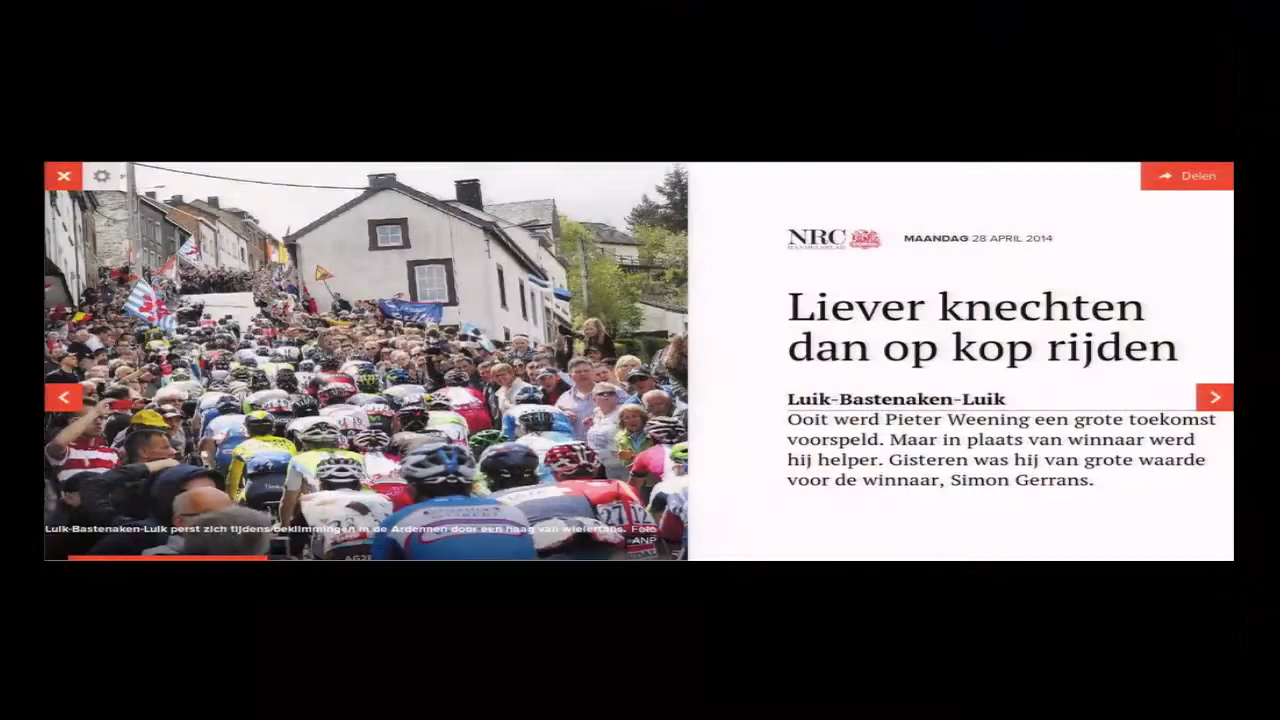 Delen
NRC
HANDELSBLAD
MAANDAG 28 APRIL 2014
Liever knechten
dan op kop rijden
Luik-Bastenaken-Luik
Ooit werd Pieter Weening een grote toekomst
voorspeld. Maar in plaats van winnaar werd
hij helper. Gisteren was hij van grote waarde
voor de winnaar, Simon Gerrans.
Luik-Bastenaken-Luik perst zich tijdens beklimmingen in de Ardennen door een haag van wielerfans. Foto
ANP
AG2R